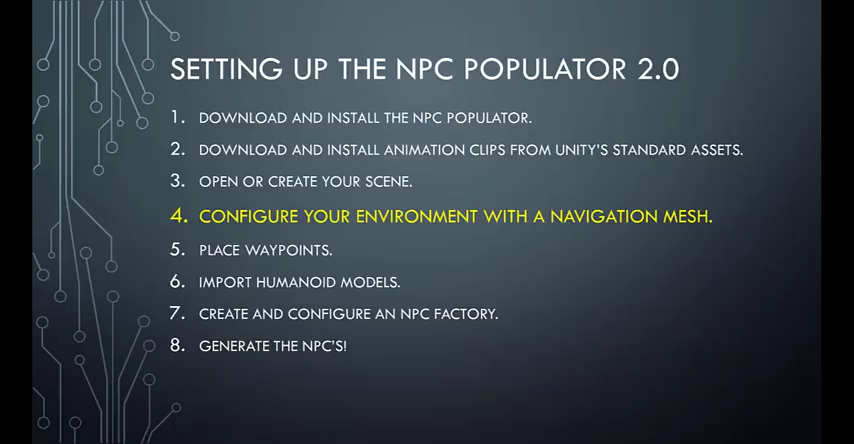 SETTING UP THE NPC POPULATOR 2.0
1. DOWNLOAD AND INSTALL THE NPC POPULATOR.
2. DOWNLOAD AND INSTALL ANIMATION CLIPS FROM UNITY'S STANDARD ASSETS.
3. OPEN OR CREATE YOUR SCENE.
4. CONFIGURE YOUR ENVIRONMENT WITH A NAVIGATION MESH.
5. PLACE WAYPOINTS.
6. IMPORT HUMANOID MODELS.
7. CREATE AND CONFIGURE AN NPC FACTORY.
8. GENERATE THE NPC'S!